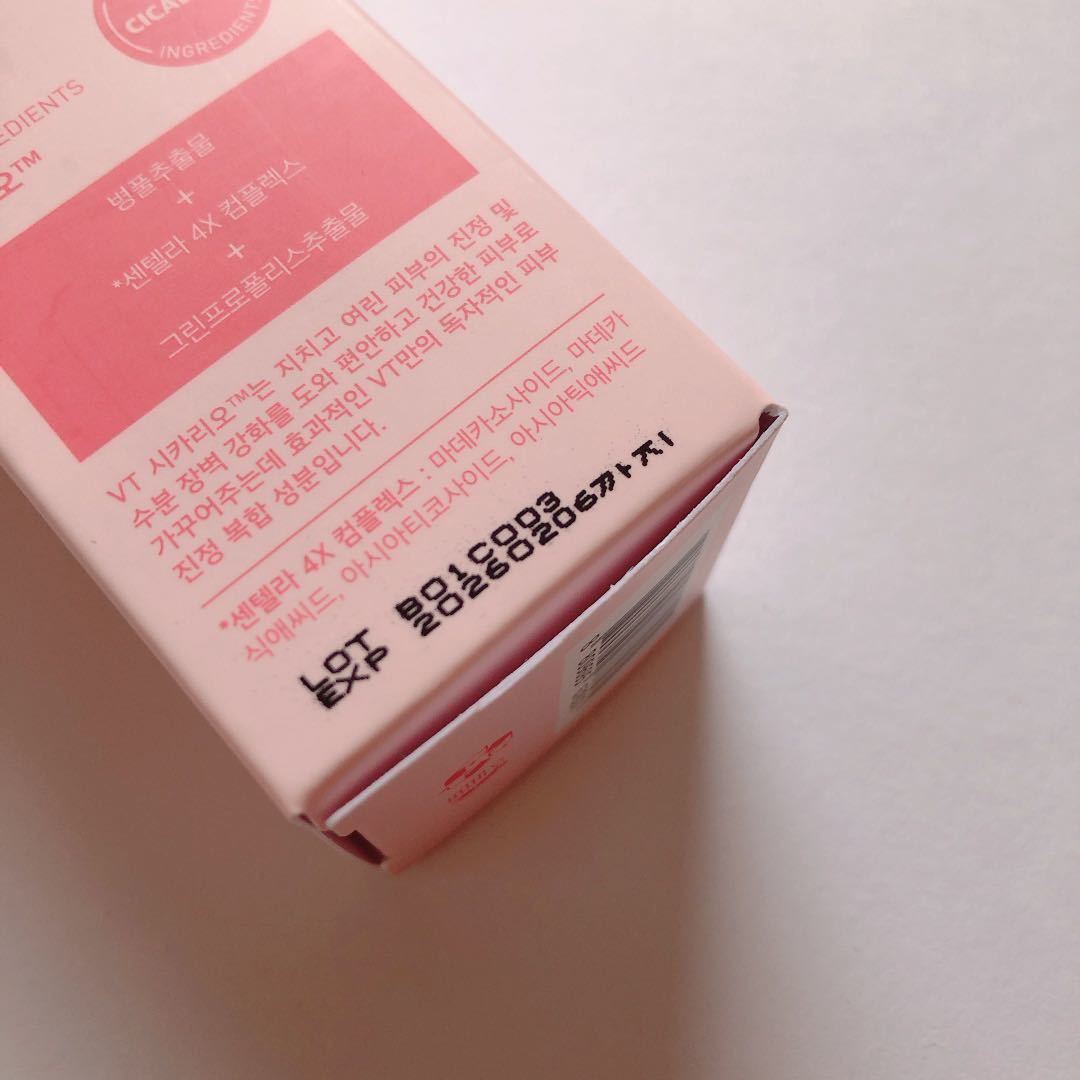 INGREDIENTS
병풀추출물
+
*센텔라 4X 컴플렉스
+
그린프로폴리스추출물
VT 시카리오™는 지치고 여린 피부의 진정 및
수분 장벽 강화를 도와 편안하고 건강한 피부로
가꾸어주는데 효과적인 VT만의 독자적인 피부
진정 복합 성분입니다.
*센텔라 4X 컴플렉스 : 마데카소사이드, 마데카
식애씨드, 아시아티코사이드, 아시아틱애씨드
LOT B01C003
EXP 20260206까지